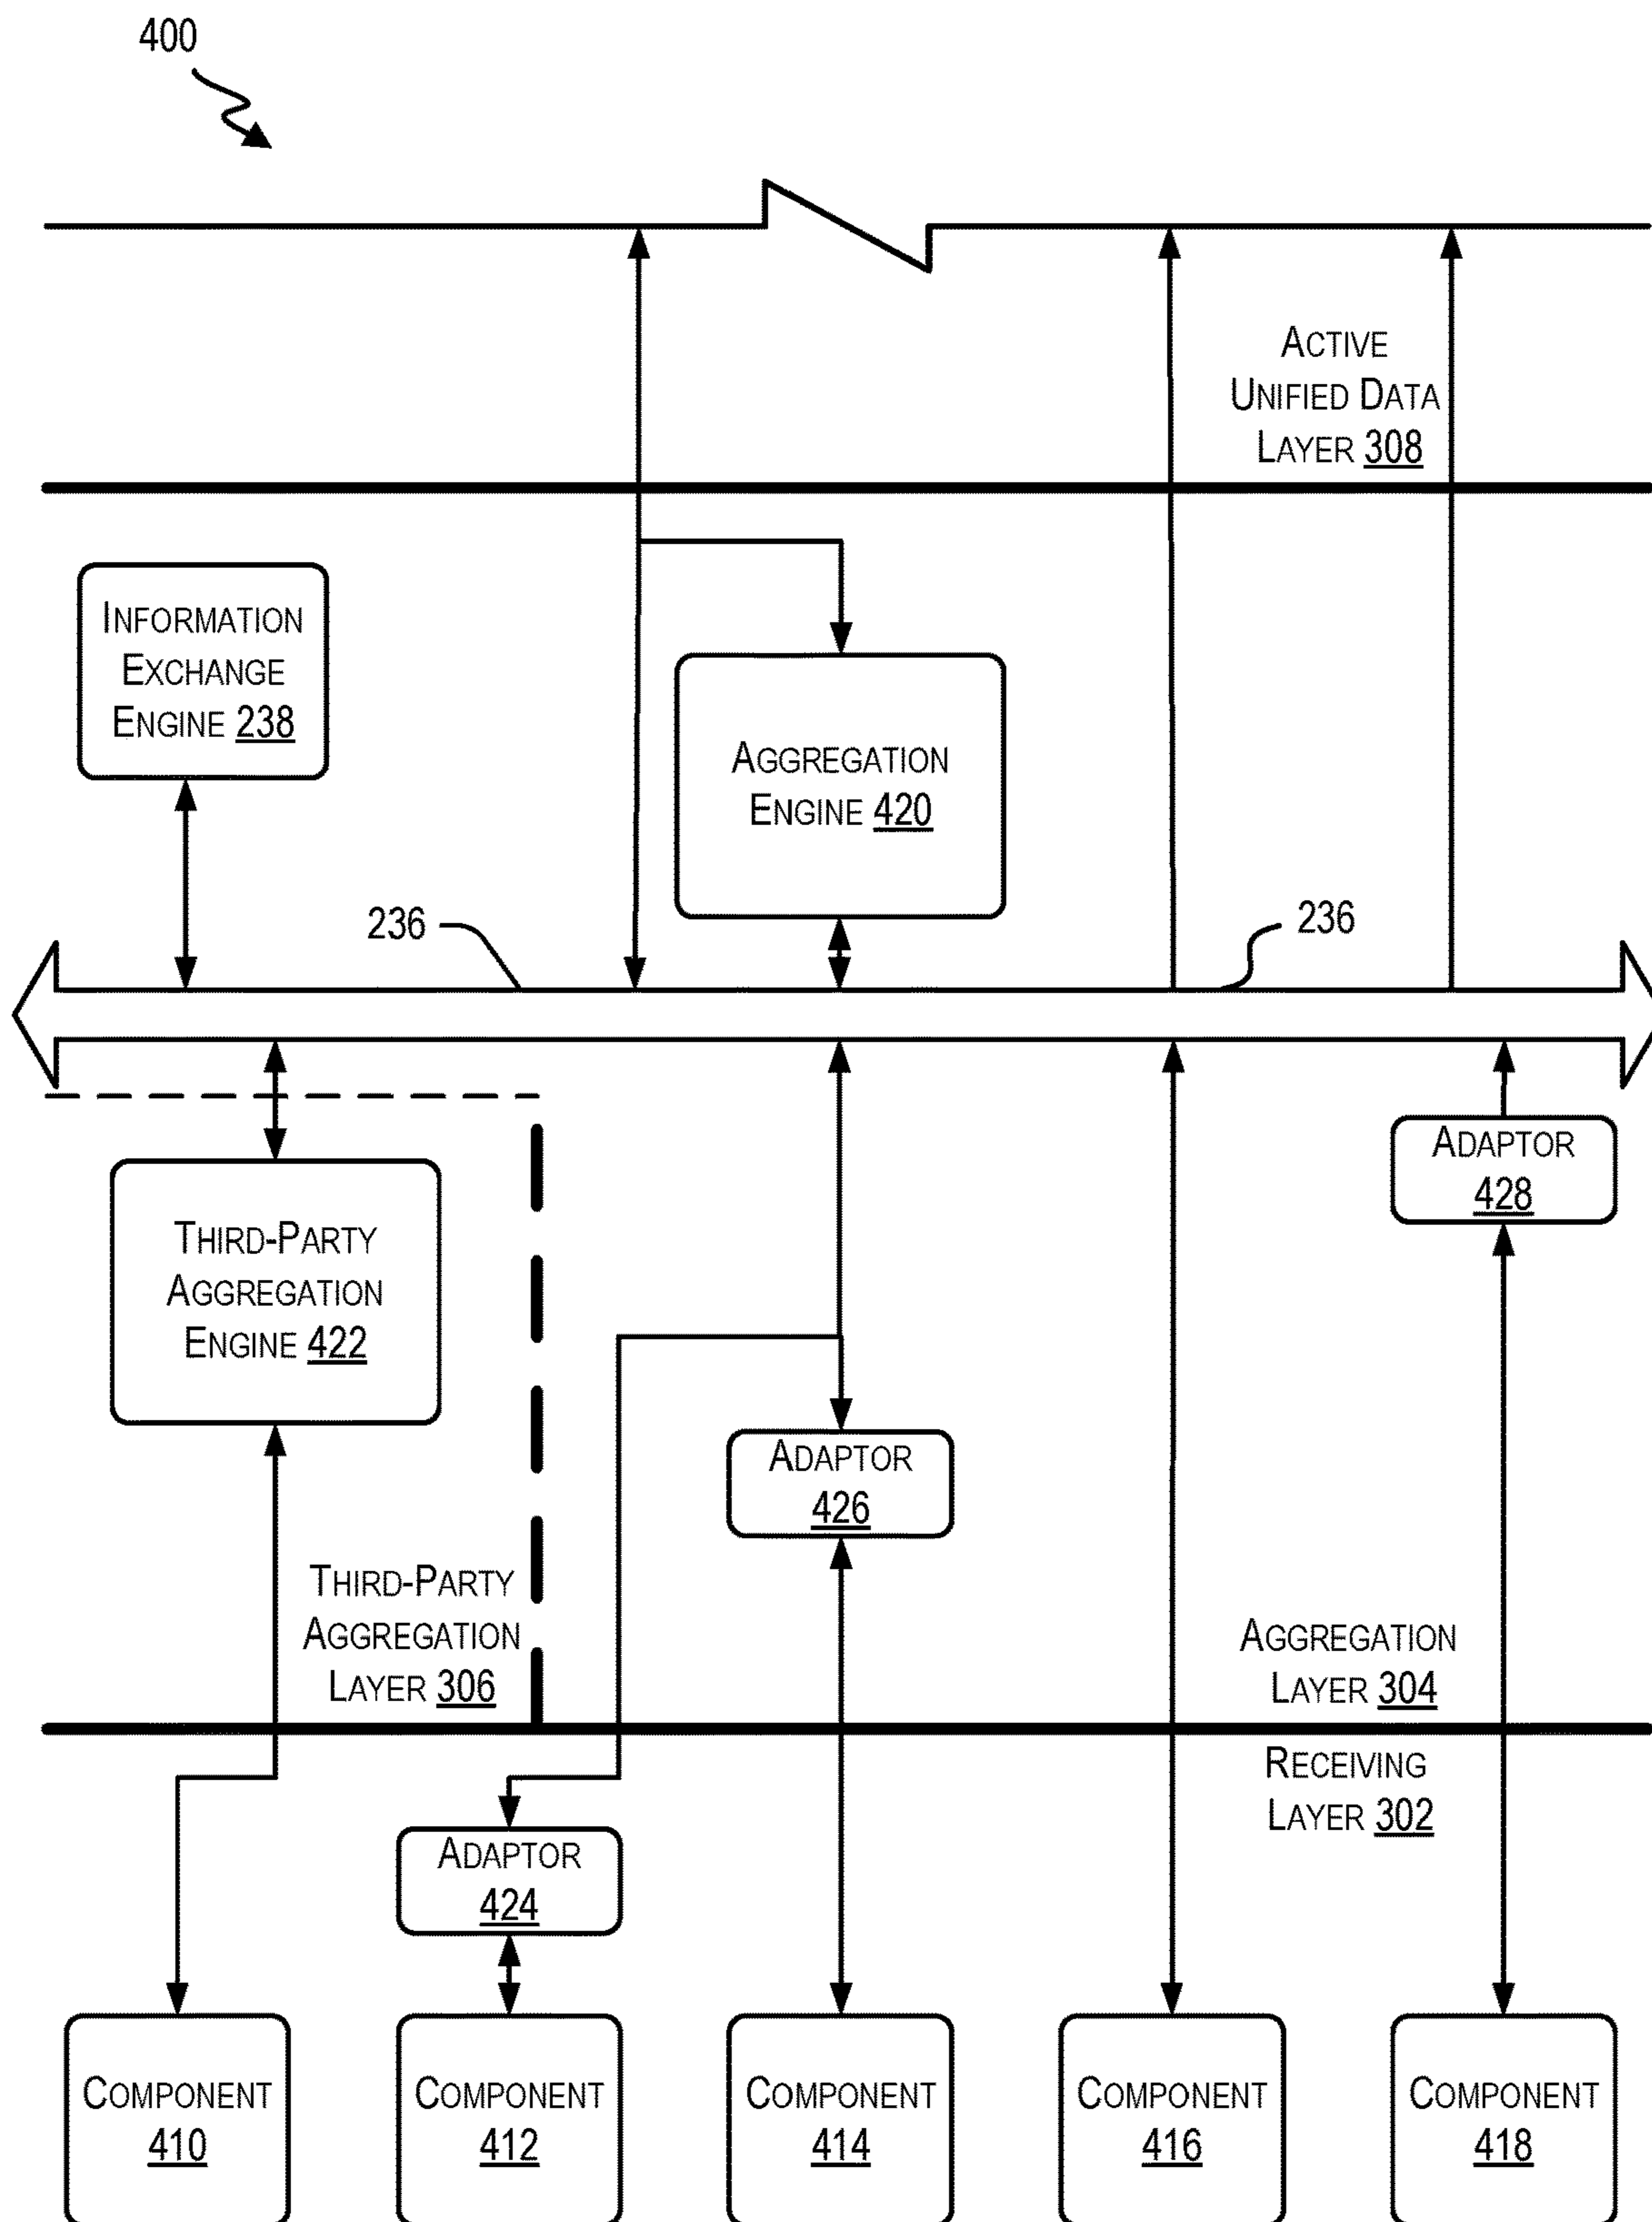 400
ACTIVE
UNIFIED DATA
LAYER 308
INFORMATION
EXCHANGE
ENGINE 238
AGGREGATION
ENGINE 420
236
236
ADAPTOR
428
THIRD-PARTY
AGGREGATION
ENGINE 422
ADAPTOR
426
THIRD-PARTY
AGGREGATION
LAYER 306
AGGREGATION
LAYER 304
RECEIVING
LAYER 302
ADAPTOR
424
COMPONENT
410
COMPONENT
412
COMPONENT
414
COMPONENT
416
COMPONENT
418